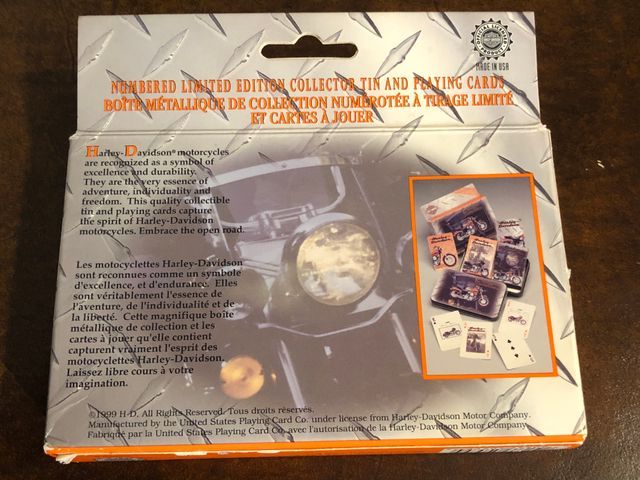 MADE IN USA
NUMBERED LIMITED EDITION COLLECTOR TIN AND PLAYING CARDS
BOÎTE MÉTALLIQUE DE COLLECTION NUMÉROTÉE À TIRAGE LIMITÉ
ET CARTES À JOUER
Harley-Davidson® motorcycles
are recognized as a symbol of
excellence and durability.
They are the very essence of
adventure, individuality and
freedom. This quality collectible
tin and playing cards capture
the spirit of Harley-Davidson
motorcycles. Embrace the open road.
Les motocyclettes Harley-Davidson
sont reconnues comme un symbole
d'excellence, et d'endurance. Elles
sont véritablement l'essence de
l'aventure, de l'individualité et de
la liberté. Cette magnifique boîte
métallique de collection et les
cartes à jouer qu'elle contient
capturent vraiment l'esprit des
motocyclettes Harley-Davidson.
Laissez libre cours à votre
imagination.
©1999 H-D. All Rights Reserved. Tous droits réservés.
Manufactured by the United States Playing Card Co. under license from Harley-Davidson Motor Company.
Fabriqué par la United States Playing Card Co. avec l'autorisation de la Harley-Davidson Motor Company